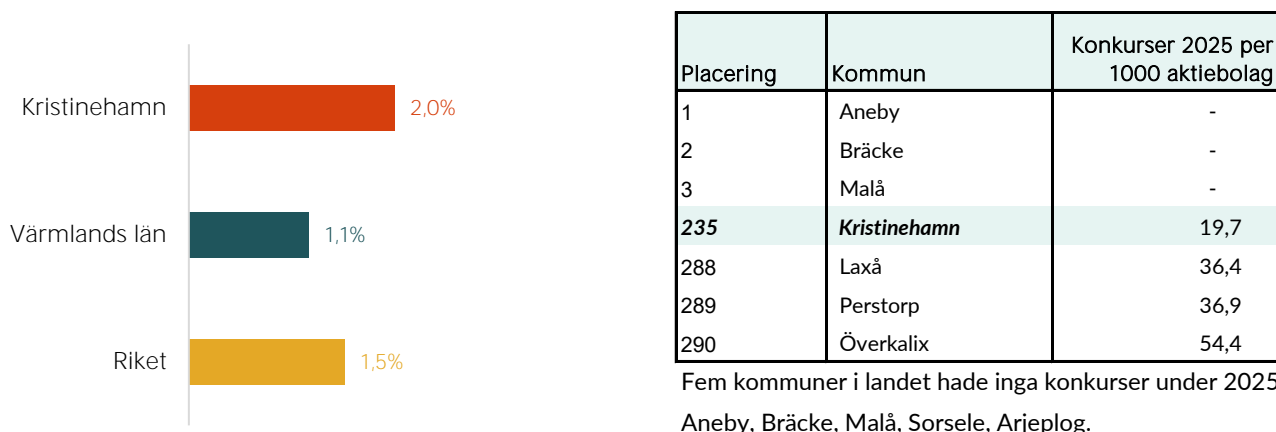 Kristinehamn 2,0%
Värmlands län 1,1%
Riket 1,5%
Placering Kommun Konkurser 2025 per
1000 aktiebolag
1 Aneby -
2 Bräcke -
3 Malå -
235 Kristinehamn 19,7
288 Laxå 36,4
289 Perstorp 36,9
290 Överkalix 54,4
Fem kommuner i landet hade inga konkurser under 2025
Aneby, Bräcke, Malå, Sorsele, Arjeplog.